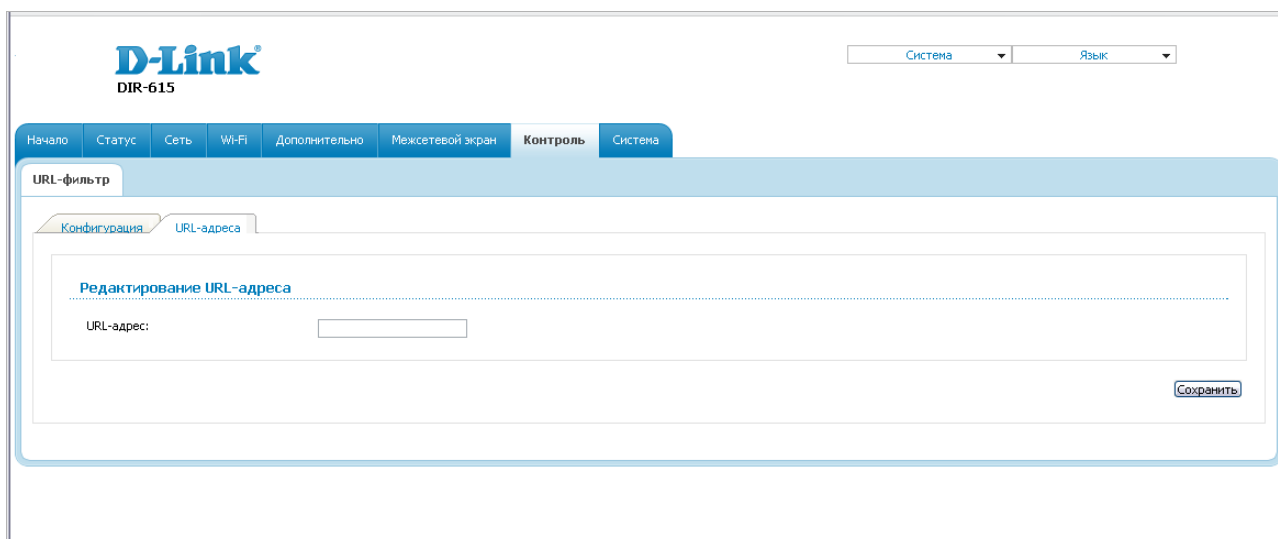 D-Link®
DIR-615
Система Язык
Начало Статус Сеть Wi-Fi Дополнительно Межсетевой экран Контроль Система
URL-фильтр
Конфигурация URL-адреса
Редактирование URL-адреса
URL-адрес:
Сохранить